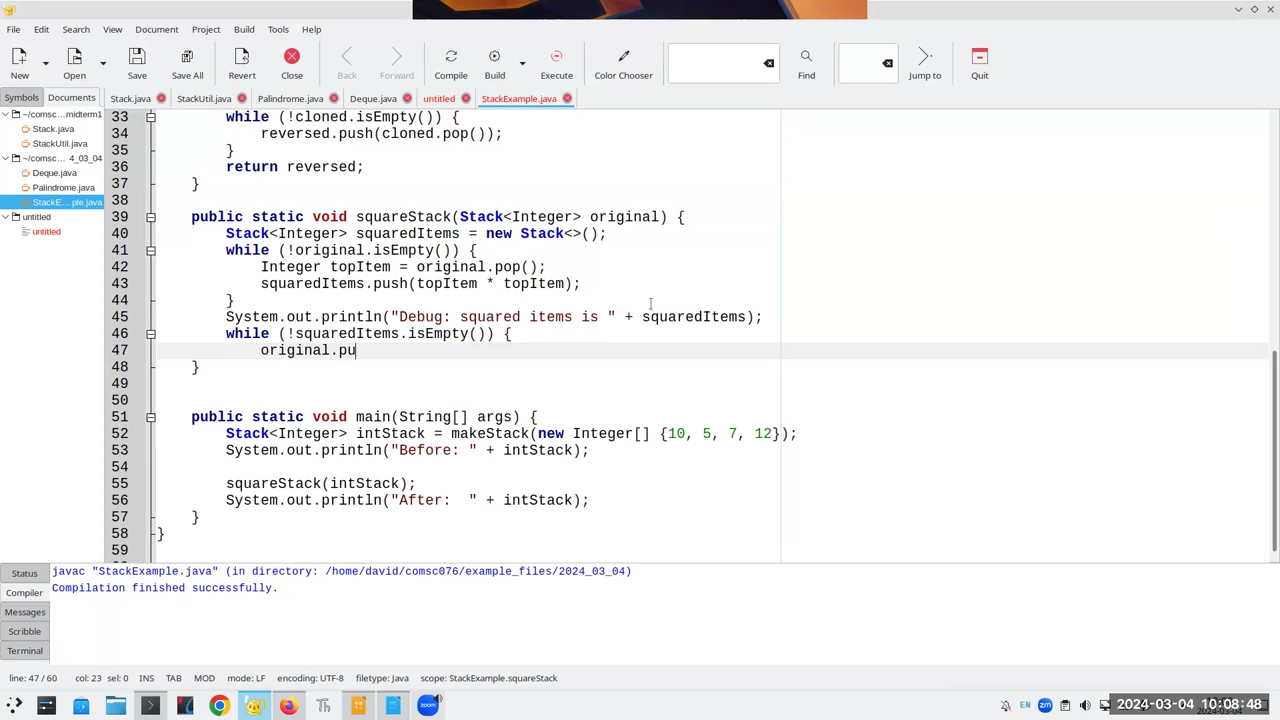 File Edit Search View Document Project Build Tools Help
New Open Save Save All Revert Close Back Forward Compile Build Execute Color Chooser Find Jump to Quit
Symbols Documents Stack.java StackUtil.java Palindrome.java Deque.java untitled StackExample.java
~/comsc... midterm1
Stack.java
StackUtil.java
~/comsc... 4_03_04
Deque.java
Palindrome.java
StackE... ple.java
untitled
untitled
33 while (!cloned.isEmpty()) {
34 reversed.push(cloned.pop());
35 }
36 return reversed;
37 }
38
39 public static void squareStack(Stack<Integer> original) {
40 Stack<Integer> squaredItems = new Stack<>();
41 while (!original.isEmpty()) {
42 Integer topItem = original.pop();
43 squaredItems.push(topItem * topItem);
44 }
45 System.out.println("Debug: squared items is " + squaredItems);
46 while (!squaredItems.isEmpty()) {
47 original.pu
48 }
49
50
51 public static void main(String[] args) {
52 Stack<Integer> intStack = makeStack(new Integer[] {10, 5, 7, 12});
53 System.out.println("Before: " + intStack);
54
55 squareStack(intStack);
56 System.out.println("After:  " + intStack);
57 }
58 }
59
Status
Compiler
Messages
Scribble
Terminal
javac "StackExample.java" (in directory: /home/david/comsc076/example_files/2024_03_04)
Compilation finished successfully.
line: 47 / 60 col: 23 sel: 0 INS TAB MOD mode: LF encoding: UTF-8 filetype: Java scope: StackExample.squareStack
Th zoom EN zm 2024-03-04 10:08:48